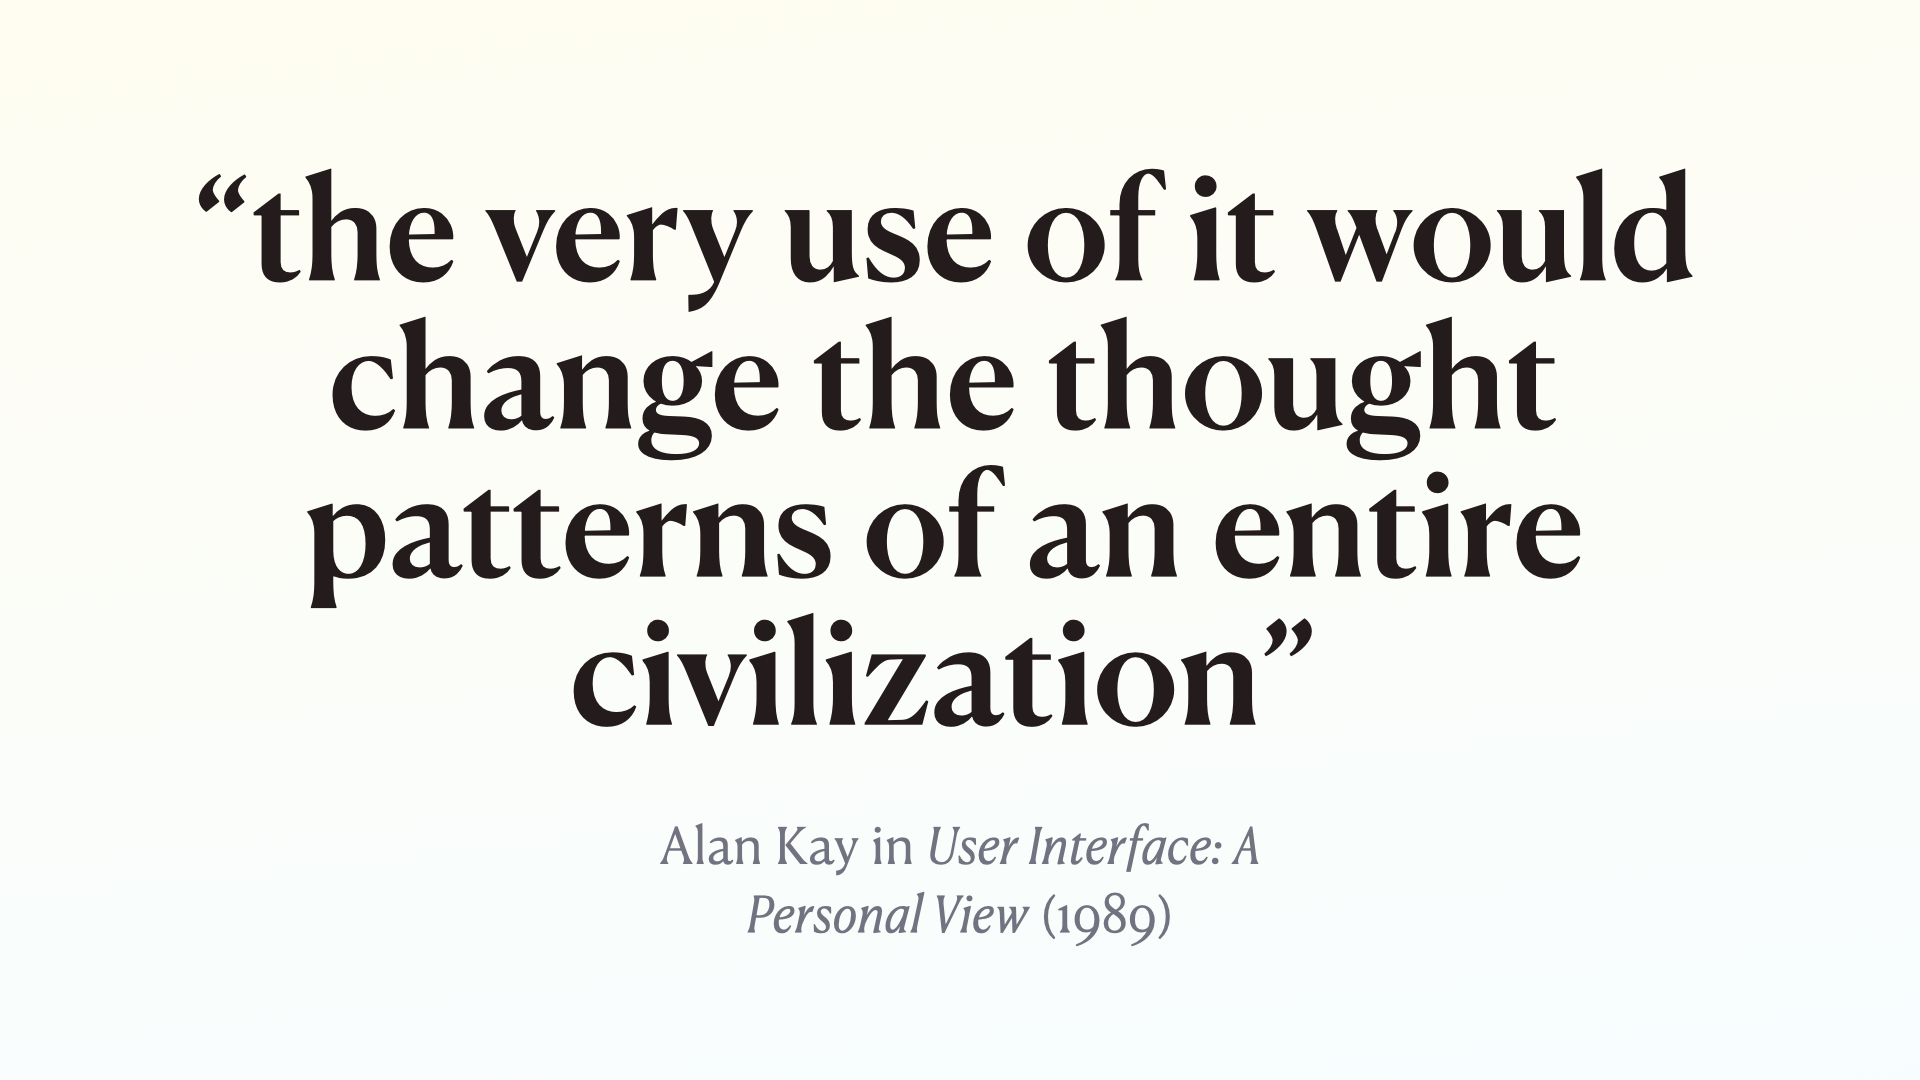 “the very use of it would
change the thought
patterns of an entire
civilization”
Alan Kay in User Interface: A
Personal View (1989)